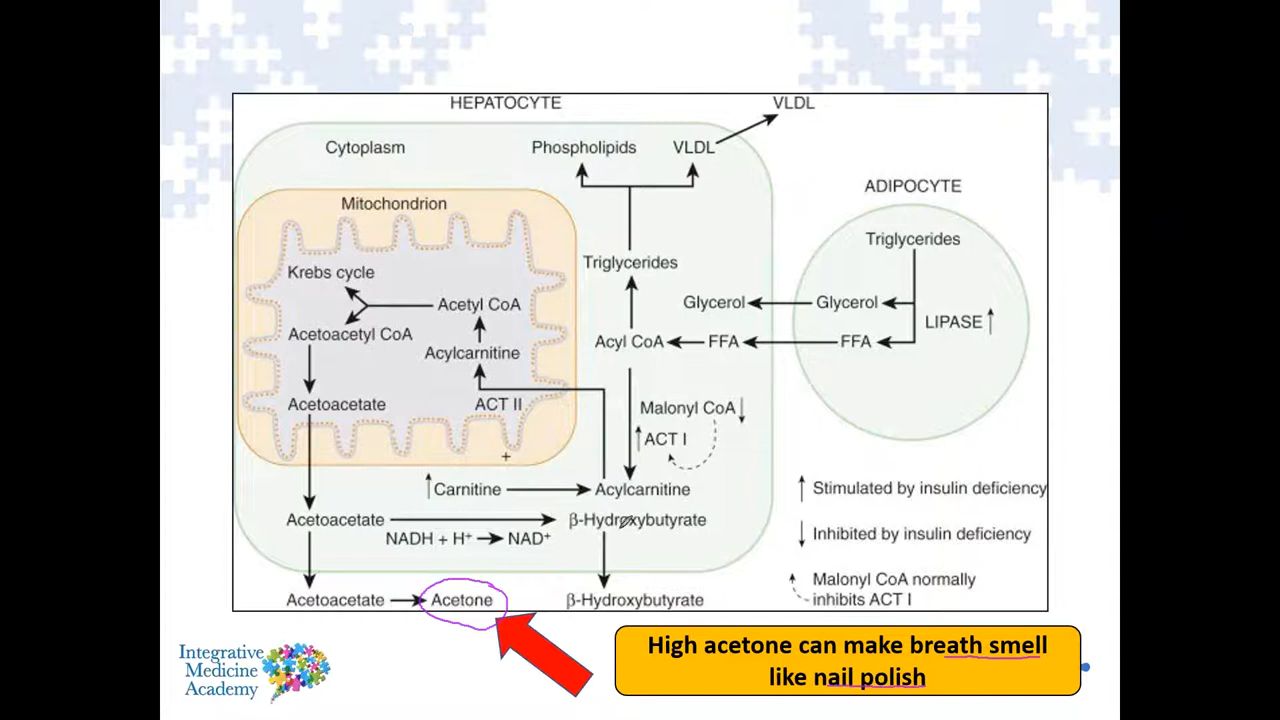 HEPATOCYTE
VLDL
Cytoplasm
Phospholipids
VLDL
ADIPOCYTE
Mitochondrion
Triglycerides
Triglycerides
Krebs cycle
Acetyl CoA
Glycerol
Glycerol
LIPASE
Acetoacetyl CoA
Acylcarnitine
Acyl CoA
FFA
FFA
Acetoacetate
ACT II
Malonyl CoA
ACT I
+
Carnitine
Acylcarnitine
Stimulated by insulin deficiency
Acetoacetate
β-Hydroxybutyrate
NADH + H⁺
NAD⁺
Inhibited by insulin deficiency
Malonyl CoA normally
inhibits ACT I
Acetoacetate
Acetone
β-Hydroxybutyrate
High acetone can make breath smell
like nail polish
Integrative
Medicine
Academy